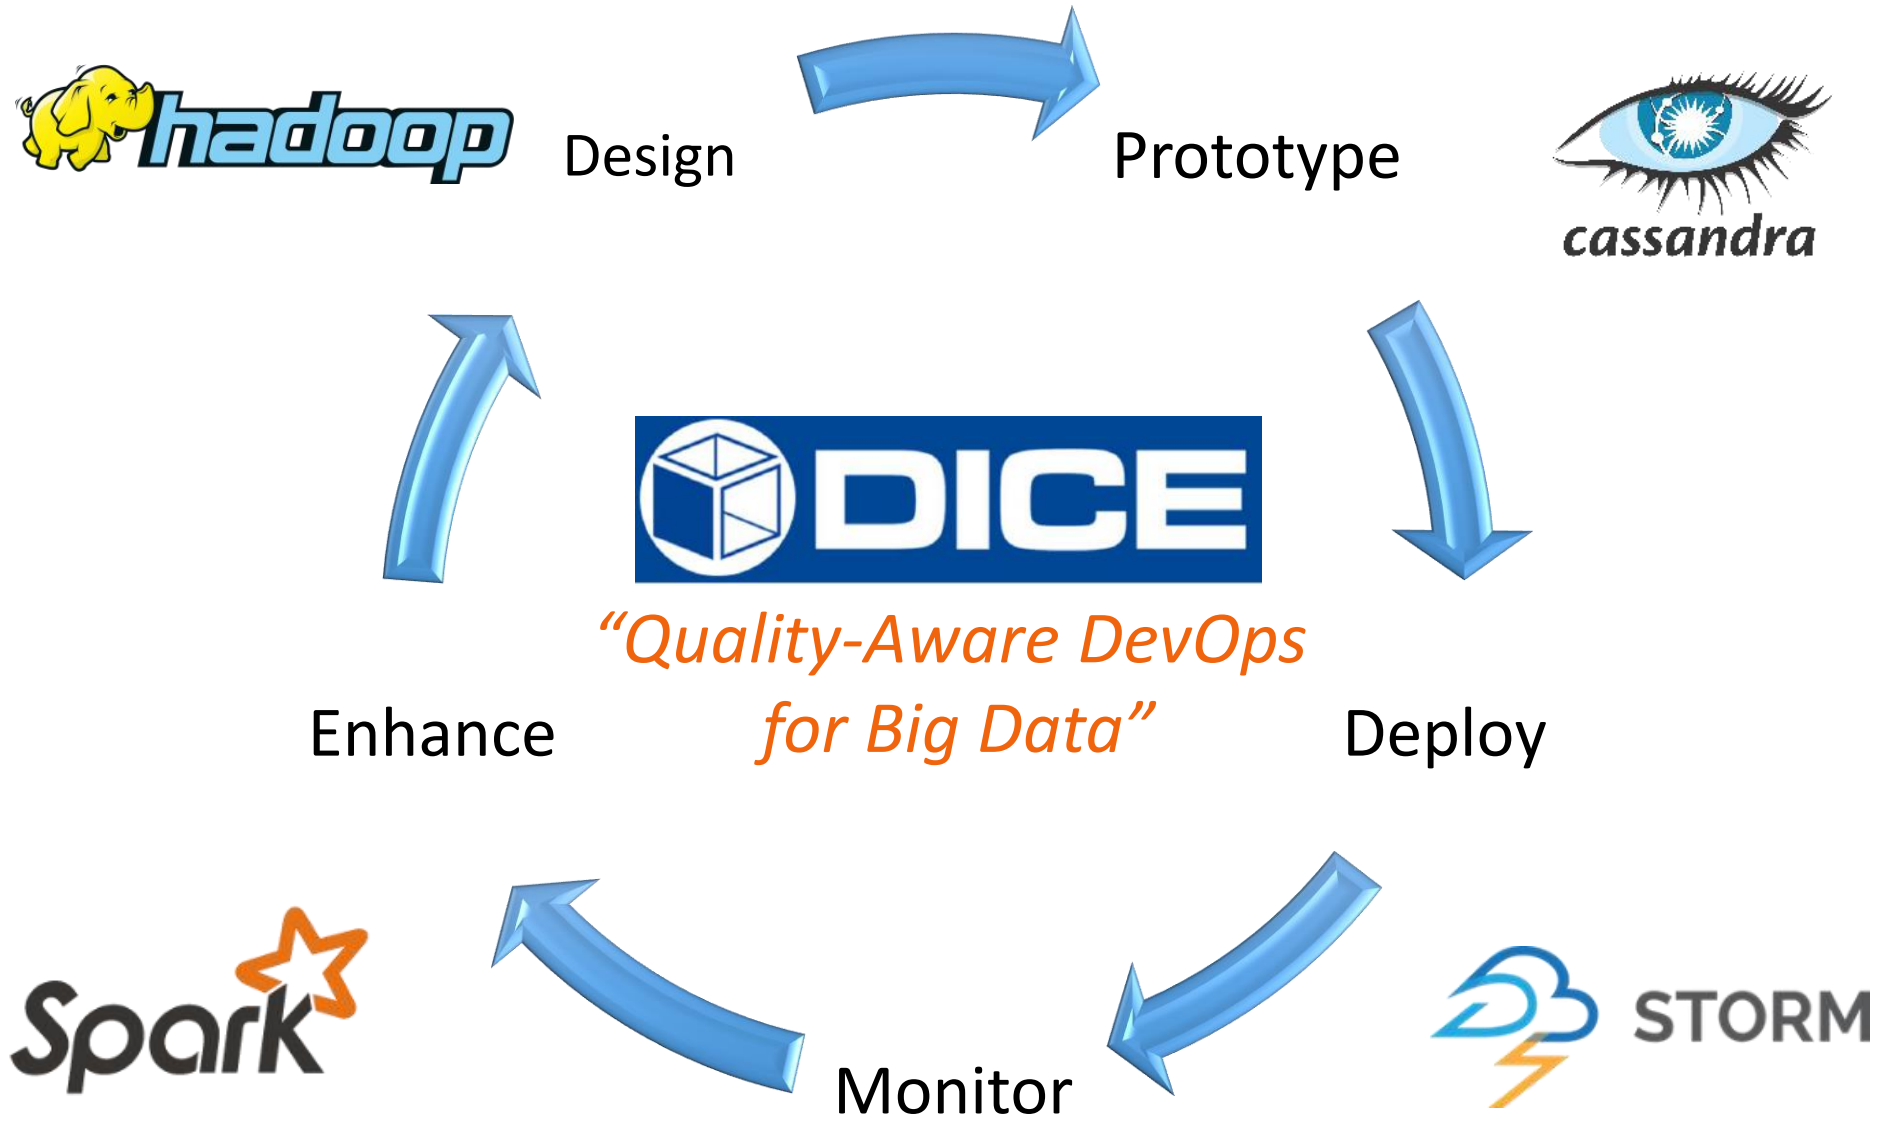 hadoop
Design
Prototype
cassandra
DICE
“Quality-Aware DevOps
for Big Data”
Enhance
Deploy
Spark
STORM
Monitor